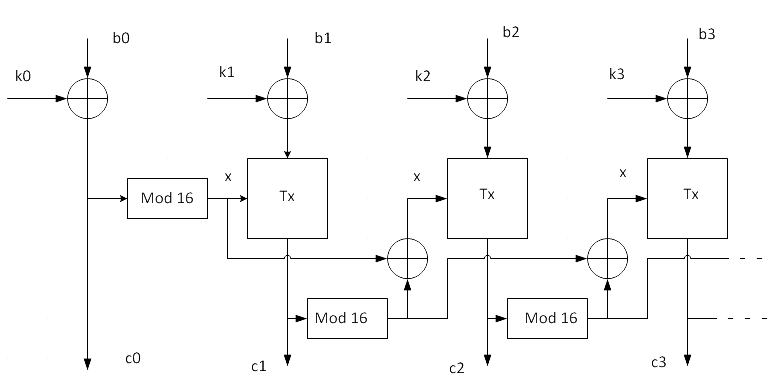 b0 b1 b2 b3
k0 k1 k2 k3
Mod 16 x Tx x Tx x Tx
Mod 16 Mod 16
c0 c1 c2 c3